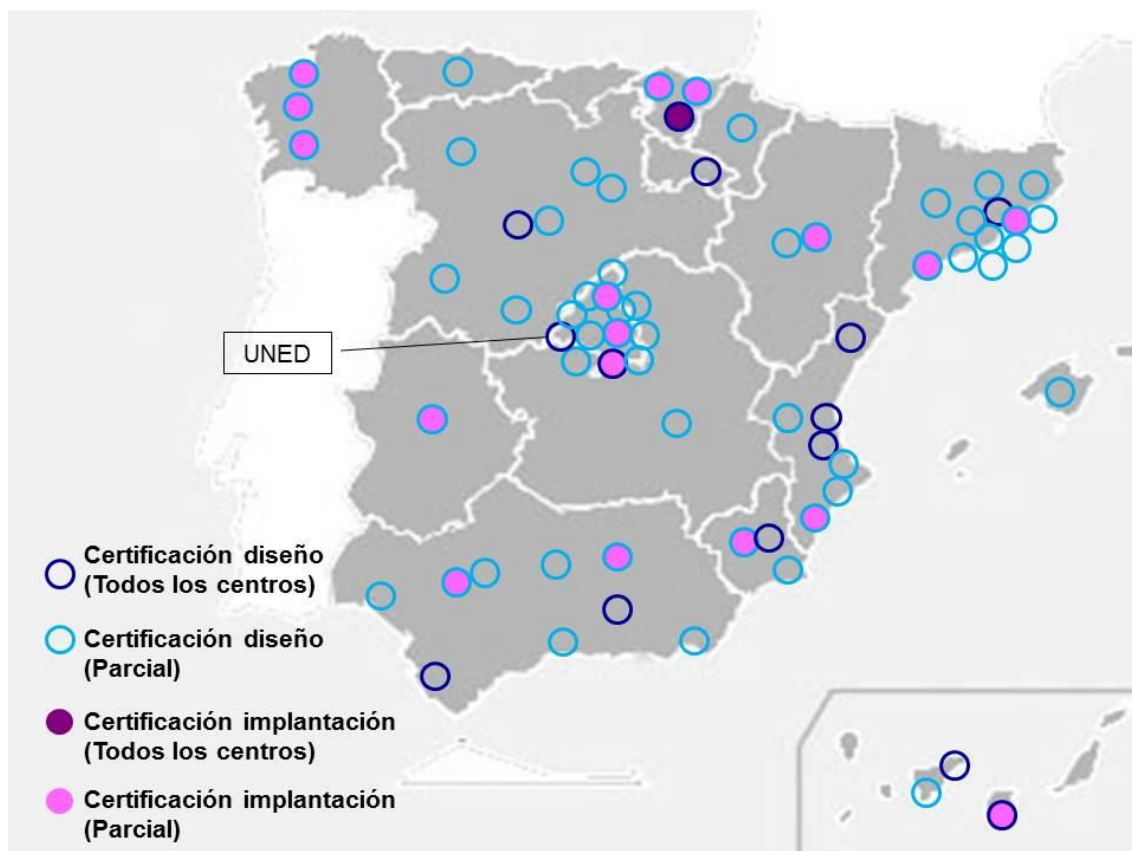 UNED
Certificación diseño
(Todos los centros)
Certificación diseño
(Parcial)
Certificación implantación
(Todos los centros)
Certificación implantación
(Parcial)